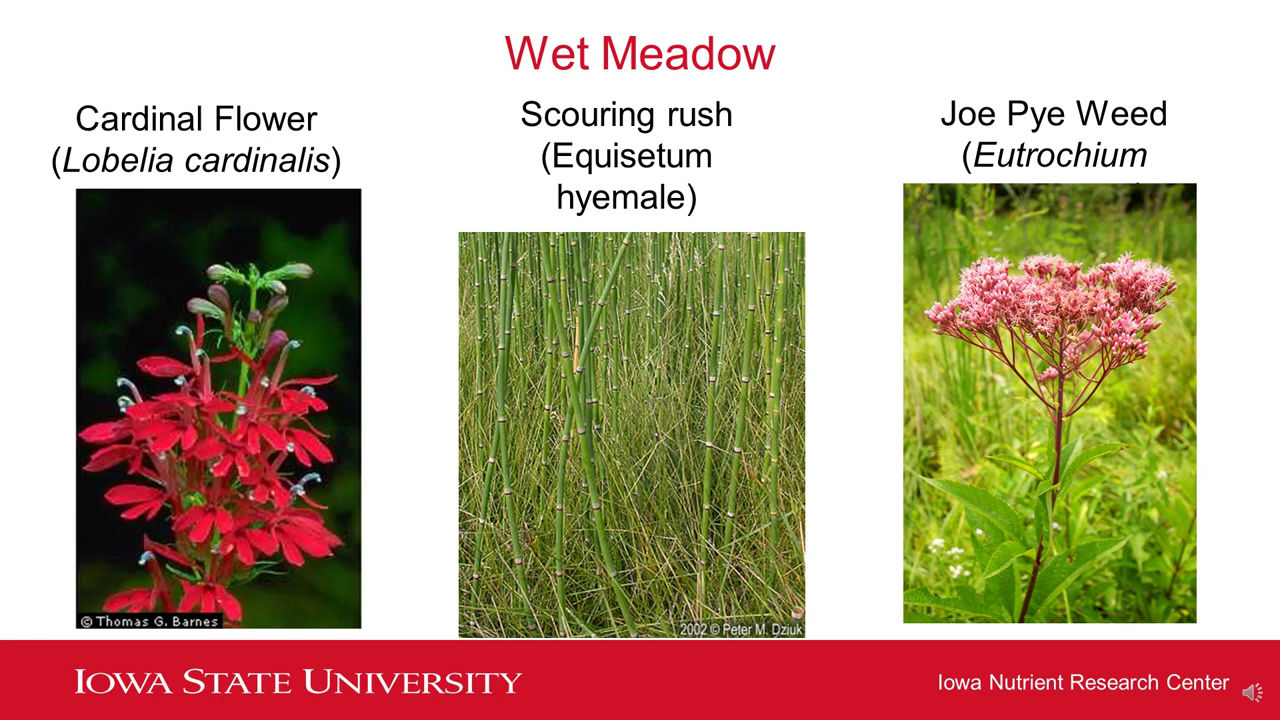 Wet Meadow
Cardinal Flower
(Lobelia cardinalis)
Scouring rush
(Equisetum
hyemale)
Joe Pye Weed
(Eutrochium
© Thomas G. Barnes
2002 © Peter M. Dziuk
IOWA STATE UNIVERSITY
Iowa Nutrient Research Center